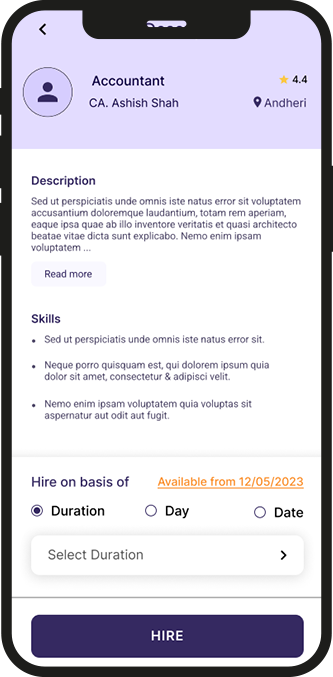 Accountant
4.4
CA. Ashish Shah
Andheri
Description
Sed ut perspiciatis unde omnis iste natus error sit voluptatem
accusantium doloremque laudantium, totam rem aperiam,
eaque ipsa quae ab illo inventore veritatis et quasi architecto
beatae vitae dicta sunt explicabo. Nemo enim ipsam
voluptatem ...
Read more
Skills
• Sed ut perspiciatis unde omnis iste natus error sit.
• Neque porro quisquam est, qui dolorem ipsum quia
dolor sit amet, consectetur & adipisci velit.
• Nemo enim ipsam voluptatem quia voluptas sit
aspernatur aut odit aut fugit.
Hire on basis of
Available from 12/05/2023
Duration
Day
Date
Select Duration
HIRE